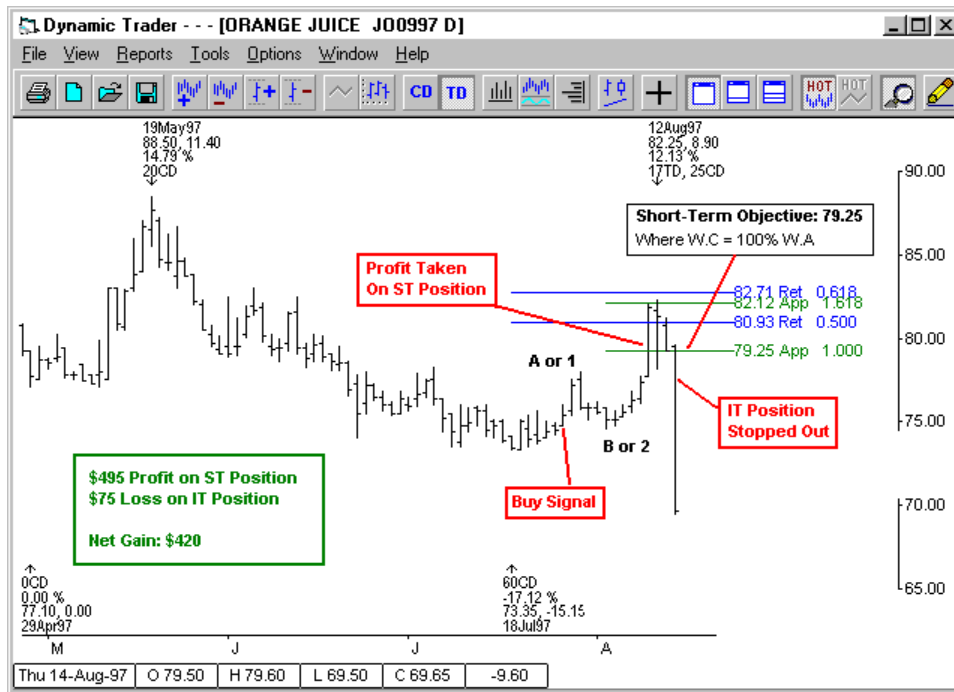 Dynamic Trader - - - [ORANGE JUICE JO0997 D]
File View Reports Tools Options Window Help
CD TD HOT HOT
19May97
88.50, 11.40
14.79 %
20CD
12Aug97
82.25, 8.90
12.13 %
17TD, 25CD
90.00
85.00
80.00
75.00
70.00
65.00
Short-Term Objective: 79.25
Where W.C = 100% W.A
Profit Taken
On ST Position
82.71 Ret 0.618
82.12 App 1.618
80.93 Ret 0.500
79.25 App 1.000
A or 1
B or 2
IT Position
Stopped Out
Buy Signal
$495 Profit on ST Position
$75 Loss on IT Position
Net Gain: $420
0CD
0.00 %
77.10, 0.00
29Apr97
60CD
-17.12 %
73.35, -15.15
18Jul97
M J J A
Thu 14-Aug-97 O 79.50 H 79.60 L 69.50 C 69.65 -9.60